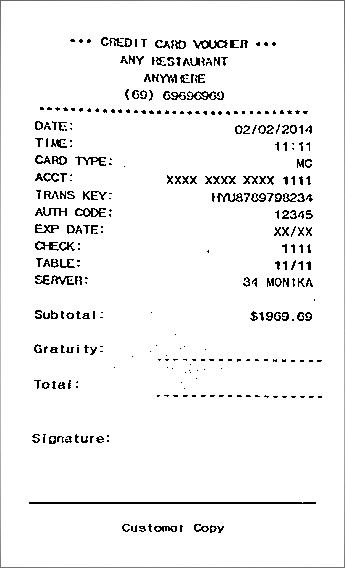 *** CREDIT CARD VOUCHER ***
ANY RESTAURANT
ANYWHERE
(69) 69696969
DATE: 02/02/2014
TIME: 11:11
CARD TYPE: MC
ACCT: XXXX XXXX XXXX 1111
TRANS KEY: HYU8789798234
AUTH CODE: 12345
EXP DATE: XX/XX
CHECK: 1111
TABLE: 11/11
SERVER: 34 MONIKA
Subtotal: $1969.69
Gratuity:
Total:
Signature:
Customer Copy